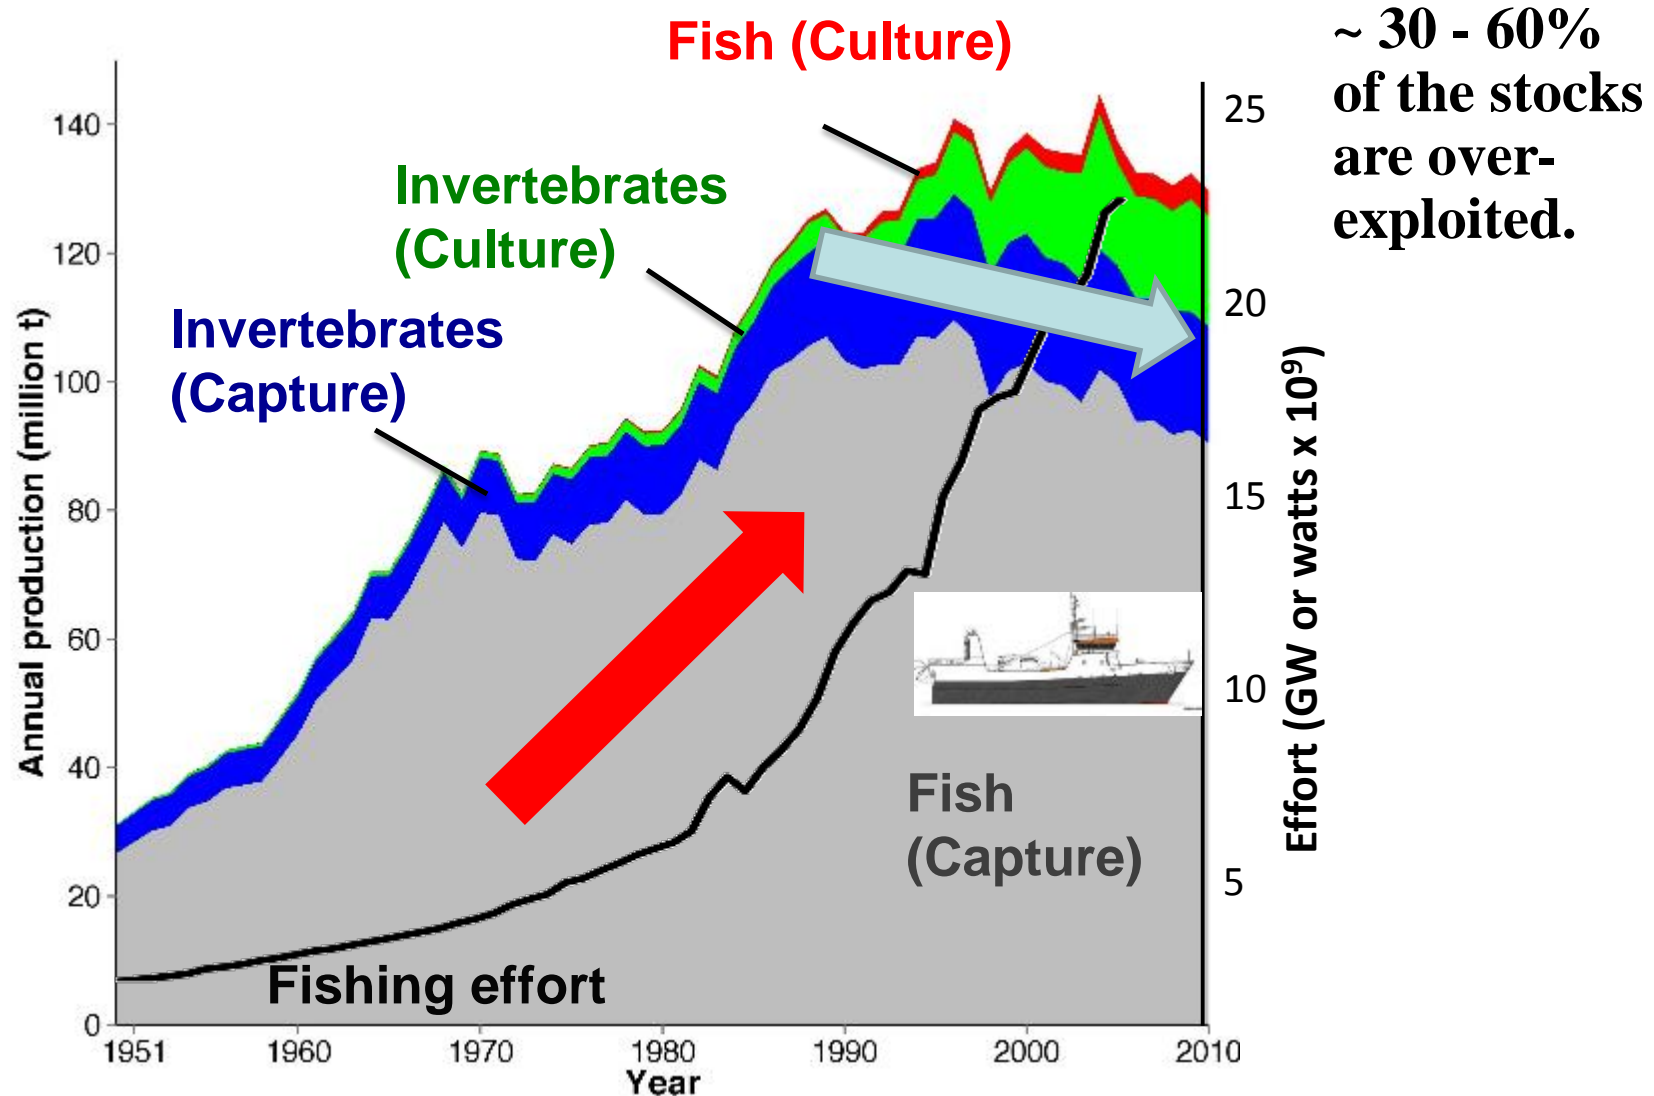 Fish (Culture)
~ 30 - 60%
of the stocks
are over-
exploited.
Invertebrates
(Culture)
Invertebrates
(Capture)
Fish
(Capture)
Fishing effort
Annual production (million t)
140
120
100
80
60
40
20
0
1951
1960
1970
1980
1990
2000
2010
Year
25
20
15
10
5
Effort (GW or watts x 10⁹)